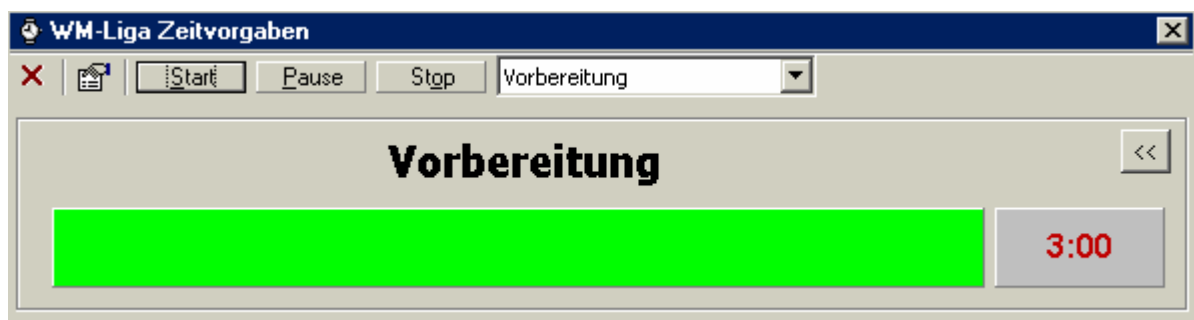 WM-Liga Zeitvorgaben
Start Pause Stop Vorbereitung
Vorbereitung <<
3:00